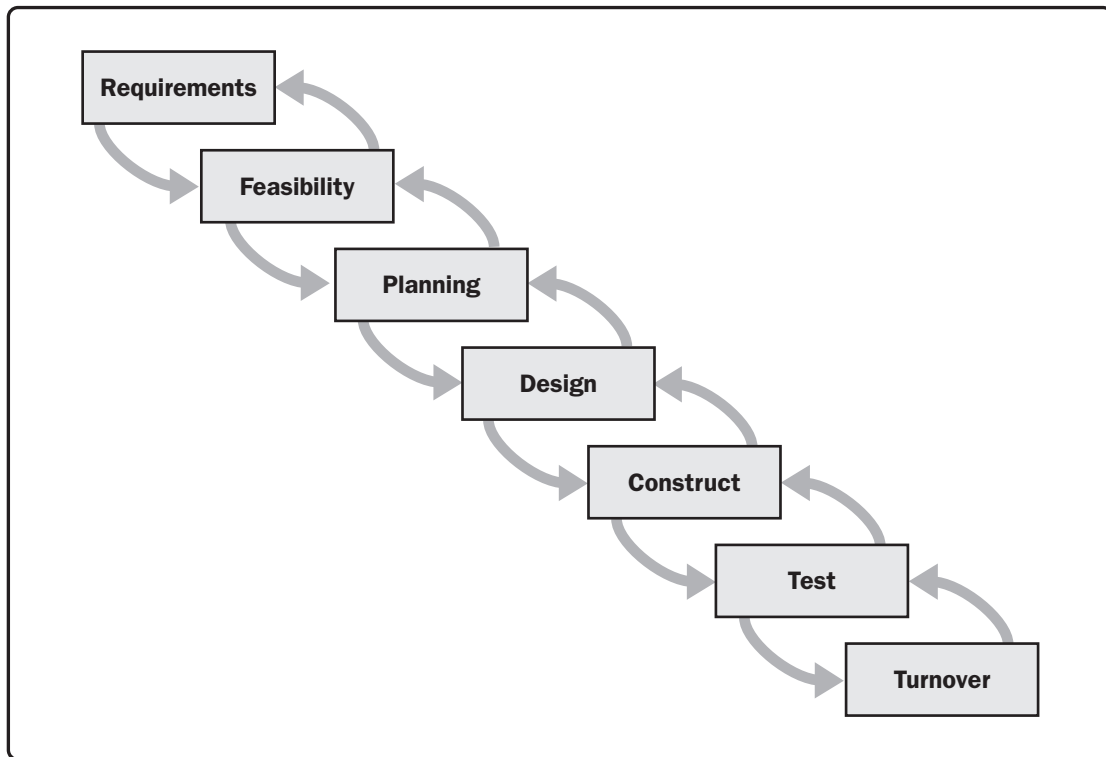 Requirements
Feasibility
Planning
Design
Construct
Test
Turnover